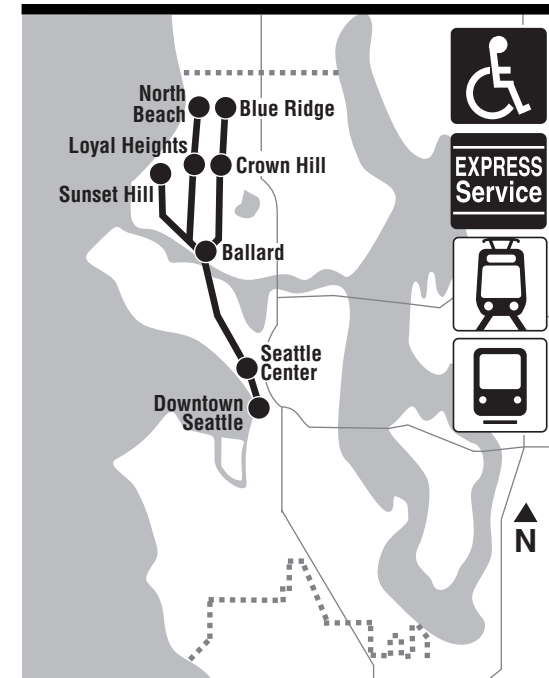 North
Beach
Blue Ridge
Loyal Heights
Crown Hill
Sunset Hill
Ballard
Seattle
Center
Downtown
Seattle
EXPRESS
Service
N